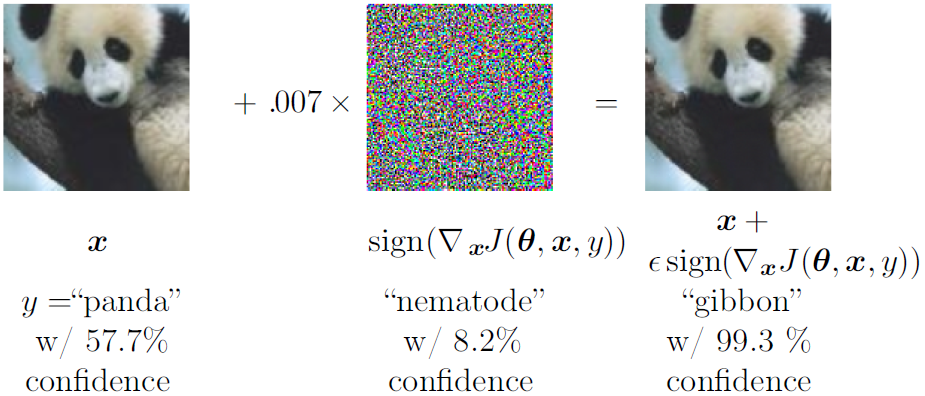 + .007 ×
=
x
sign(∇ₓJ(θ, x, y))
x +
ϵ sign(∇ₓJ(θ, x, y))
y =“panda”
w/ 57.7%
confidence
“nematode”
w/ 8.2%
confidence
“gibbon”
w/ 99.3 %
confidence